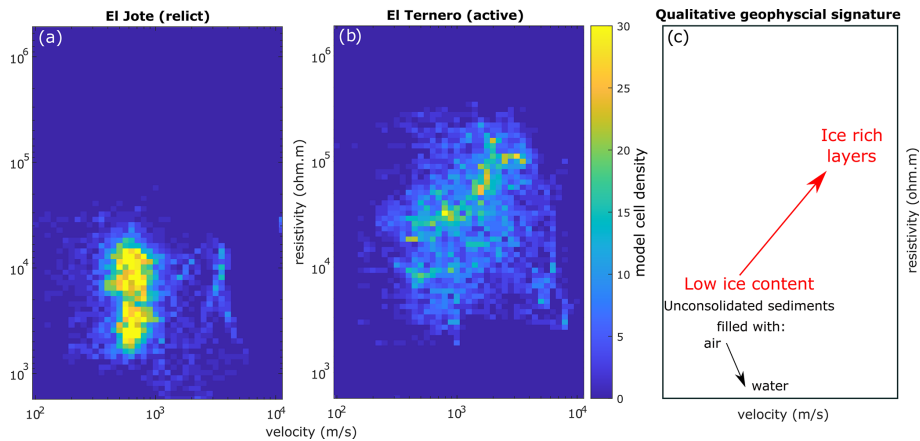 El Jote (relict)
El Ternero (active)
Qualitative geophyscial signature
(a)
(b)
(c)
10^6
10^5
10^4
10^3
10^2
10^3
10^4
resistivity (ohm.m)
10^6
10^5
10^4
10^3
10^2
10^3
10^4
velocity (m/s)
30
25
20
15
10
5
0
model cell density
Ice rich
layers
Low ice content
Unconsolidated sediments
filled with:
air
water
velocity (m/s)
resistivity (ohm.m)